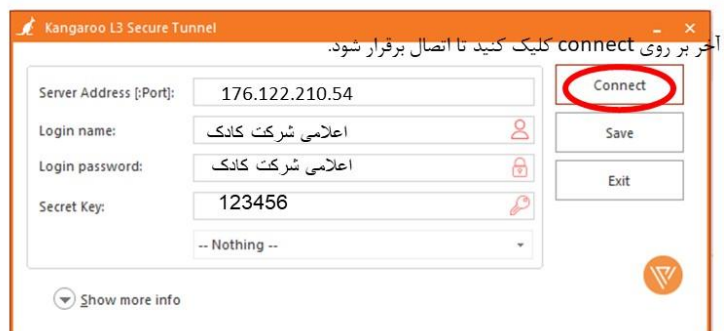 Kangaroo L3 Secure Tunnel
آخر بر روی connect کلیک کنید تا اتصال برقرار شود.
Server Address [:Port]: 176.122.210.54
Connect
Login name: اعلامی شرکت کادک
Save
Login password: اعلامی شرکت کادک
Exit
Secret Key: 123456
-- Nothing --
Show more info